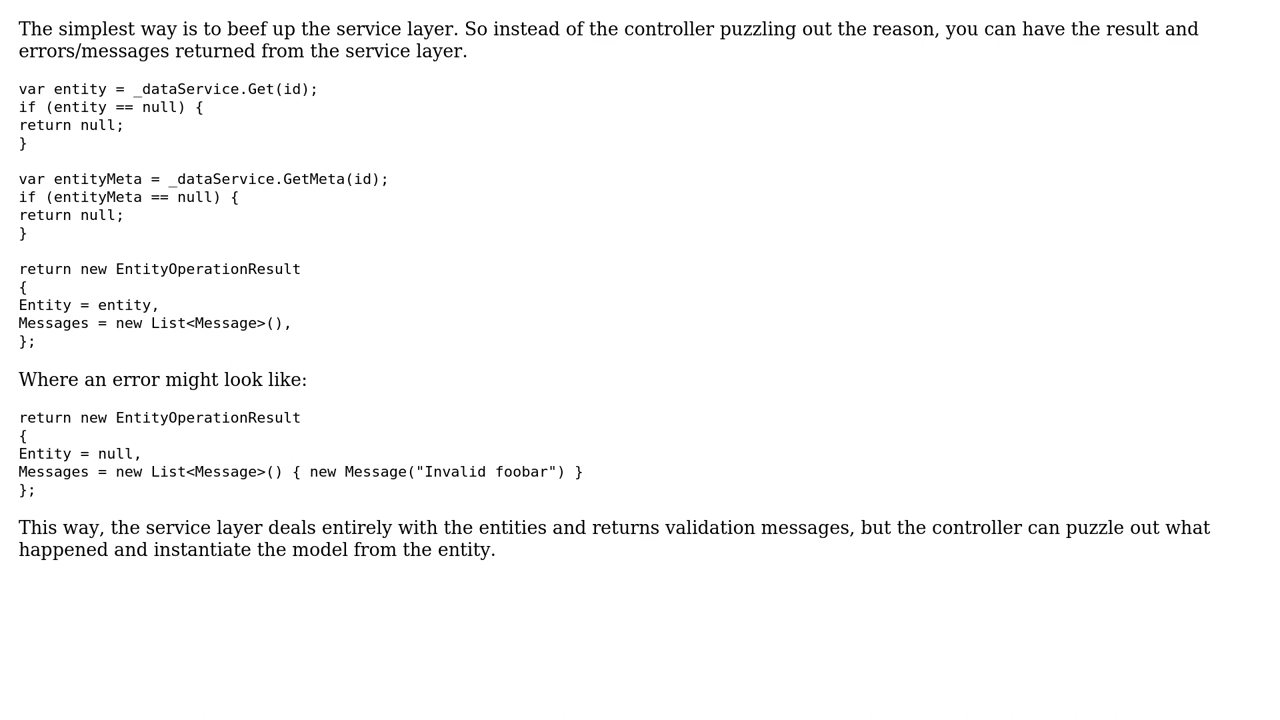 The simplest way is to beef up the service layer. So instead of the controller puzzling out the reason, you can have the result and
errors/messages returned from the service layer.
var entity = _dataService.Get(id);
if (entity == null) {
return null;
}
var entityMeta = _dataService.GetMeta(id);
if (entityMeta == null) {
return null;
}
return new EntityOperationResult
{
Entity = entity,
Messages = new List<Message>(),
};
Where an error might look like:
return new EntityOperationResult
{
Entity = null,
Messages = new List<Message>() { new Message("Invalid foobar") }
};
This way, the service layer deals entirely with the entities and returns validation messages, but the controller can puzzle out what
happened and instantiate the model from the entity.